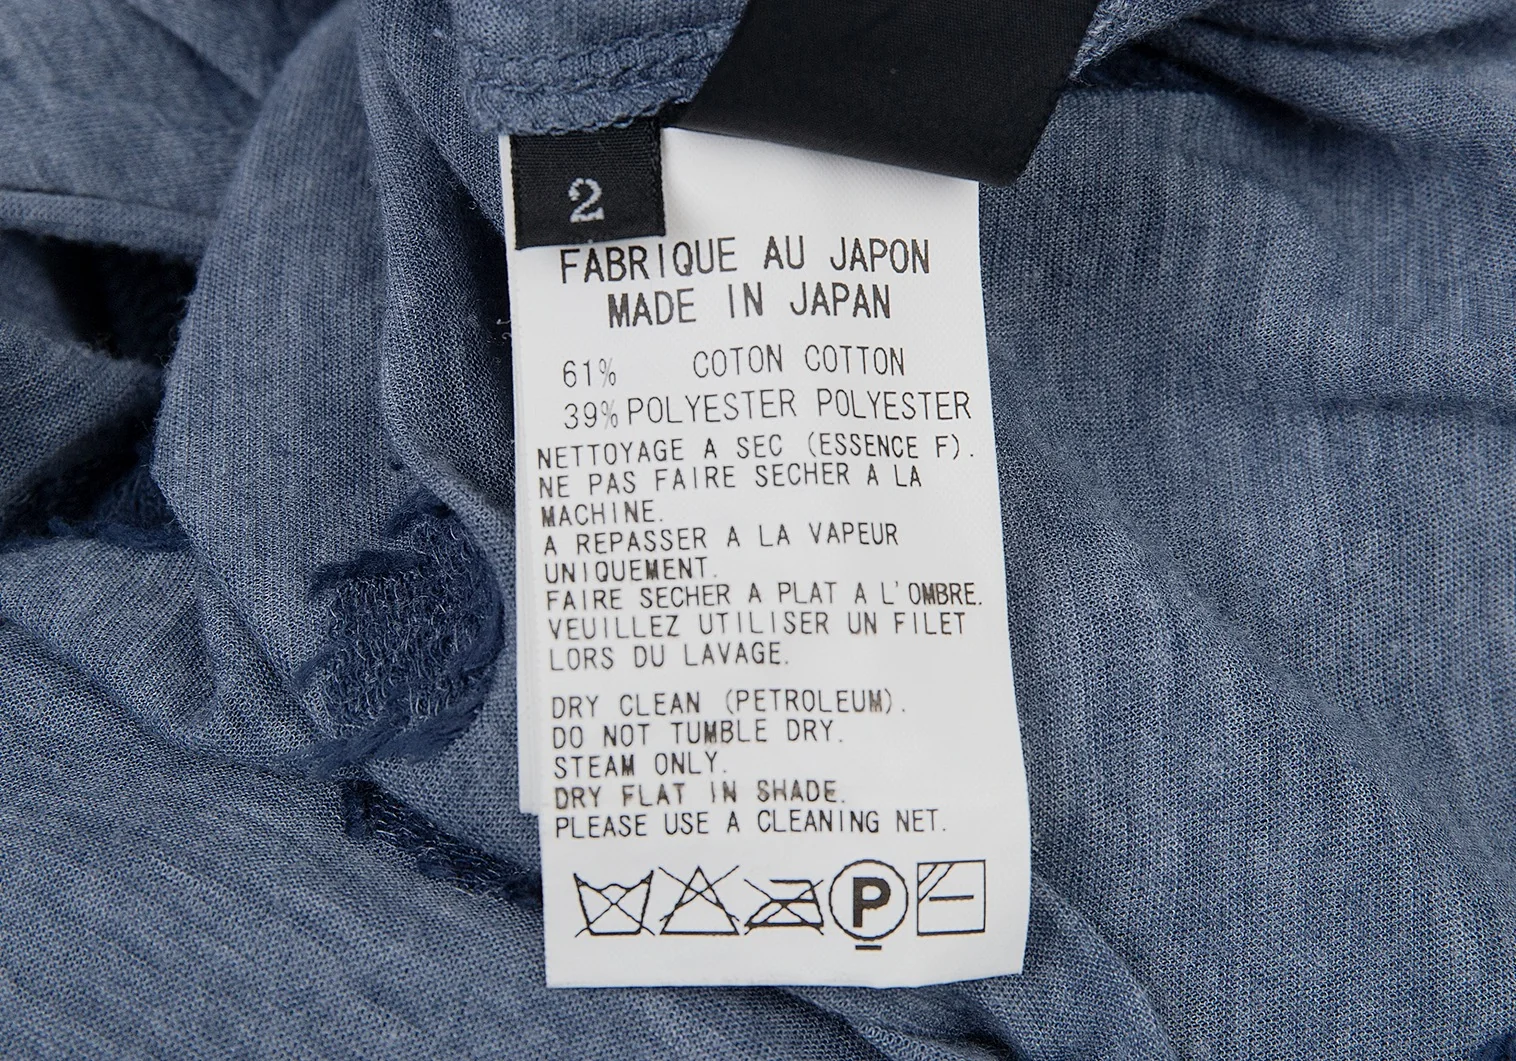 2
FABRIQUE AU JAPON
MADE IN JAPAN
61% COTON COTTON
39% POLYESTER POLYESTER
NETTOYAGE A SEC (ESSENCE F).
NE PAS FAIRE SECHER A LA
MACHINE.
A REPASSER A LA VAPEUR
UNIQUEMENT.
FAIRE SECHER A PLAT A L'OMBRE.
VEUILLEZ UTILISER UN FILET
LORS DU LAVAGE.
DRY CLEAN (PETROLEUM).
DO NOT TUMBLE DRY.
STEAM ONLY.
DRY FLAT IN SHADE.
PLEASE USE A CLEANING NET.
P